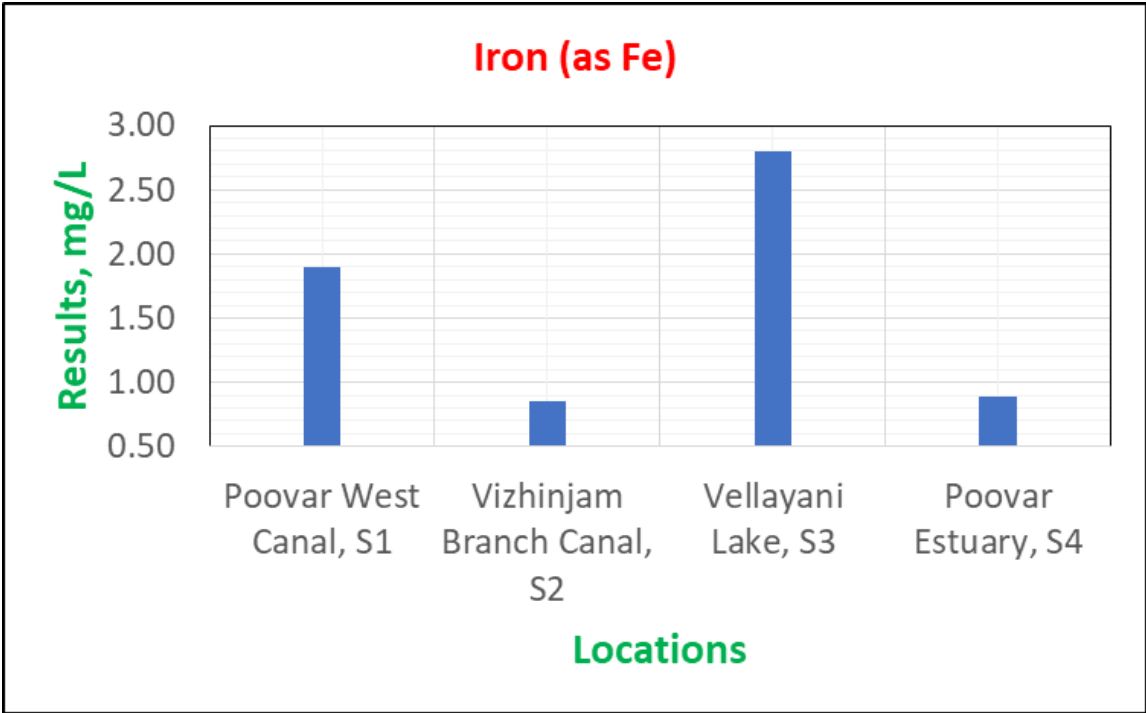 Iron (as Fe)
Results, mg/L
3.00
2.50
2.00
1.50
1.00
0.50
Poovar West
Canal, S1
Vizhinjam
Branch Canal,
S2
Vellayani
Lake, S3
Poovar
Estuary, S4
Locations